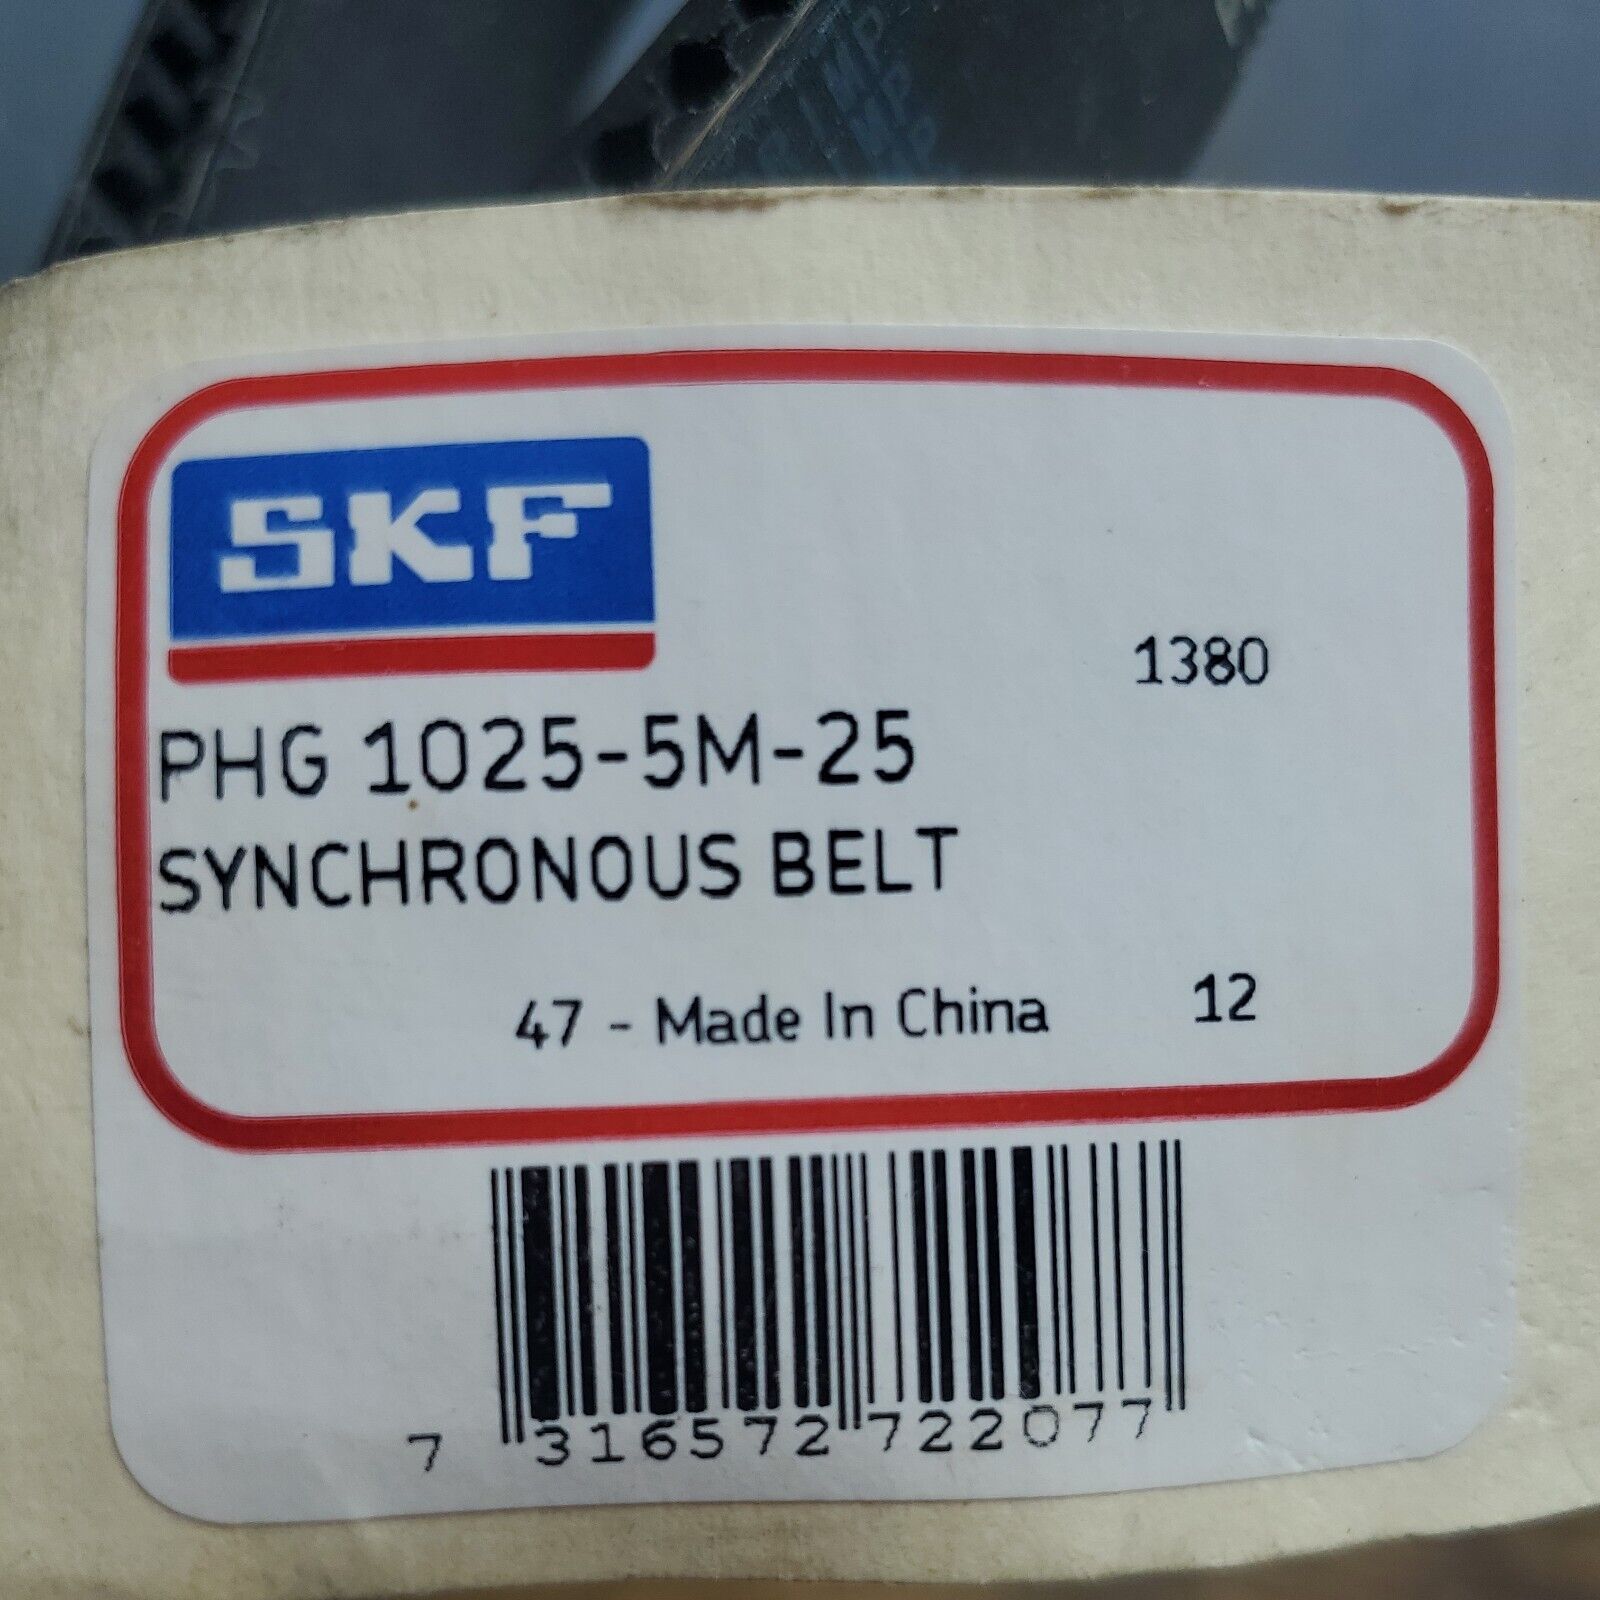 SKF
1380
PHG 1025-5M-25
SYNCHRONOUS BELT
47 - Made In China 12
7 316572 722077